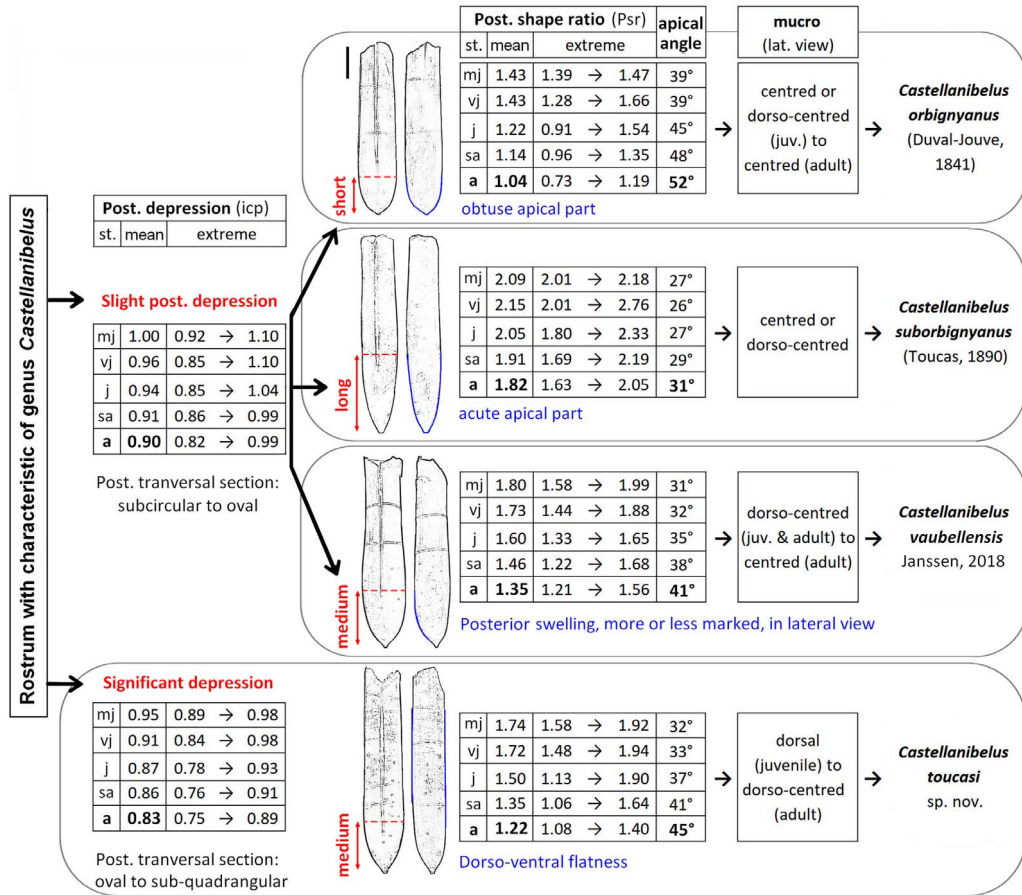 Rostrum with characteristic of genus Castellanibelus
Post. depression (icp)
st. mean extreme
Slight post. depression
mj 1.00 0.92 → 1.10
vj 0.96 0.85 → 1.10
j 0.94 0.85 → 1.04
sa 0.91 0.86 → 0.99
a 0.90 0.82 → 0.99
Post. tranversal section:
subcircular to oval
Post. shape ratio (Psr) apical angle
st. mean extreme
mj 1.43 1.39 → 1.47 39°
vj 1.43 1.28 → 1.66 39°
j 1.22 0.91 → 1.54 45°
sa 1.14 0.96 → 1.35 48°
a 1.04 0.73 → 1.19 52°
short
obtuse apical part
mucro
(lat. view)
centred or
dorso-centred
(juv.) to
centred (adult)
Castellanibelus
orbignyanus
(Duval-Jouve,
1841)
mj 2.09 2.01 → 2.18 27°
vj 2.15 2.01 → 2.76 26°
j 2.05 1.80 → 2.33 27°
sa 1.91 1.69 → 2.19 29°
a 1.82 1.63 → 2.05 31°
long
acute apical part
centred or
dorso-centred
Castellanibelus
suborbignyanus
(Toucas, 1890)
mj 1.80 1.58 → 1.99 31°
vj 1.73 1.44 → 1.88 32°
j 1.60 1.33 → 1.65 35°
sa 1.46 1.22 → 1.68 38°
a 1.35 1.21 → 1.56 41°
medium
Posterior swelling, more or less marked, in lateral view
dorso-centred
(juv. & adult) to
centred (adult)
Castellanibelus
vaubellensis
Janssen, 2018
Significant depression
mj 0.95 0.89 → 0.98
vj 0.91 0.84 → 0.98
j 0.87 0.78 → 0.93
sa 0.86 0.76 → 0.91
a 0.83 0.75 → 0.89
Post. tranversal section:
oval to sub-quadrangular
mj 1.74 1.58 → 1.92 32°
vj 1.72 1.48 → 1.94 33°
j 1.50 1.13 → 1.90 37°
sa 1.35 1.06 → 1.64 41°
a 1.22 1.08 → 1.40 45°
medium
Dorso-ventral flatness
dorsal
(juvenile) to
dorso-centred
(adult)
Castellanibelus
toucasi
sp. nov.